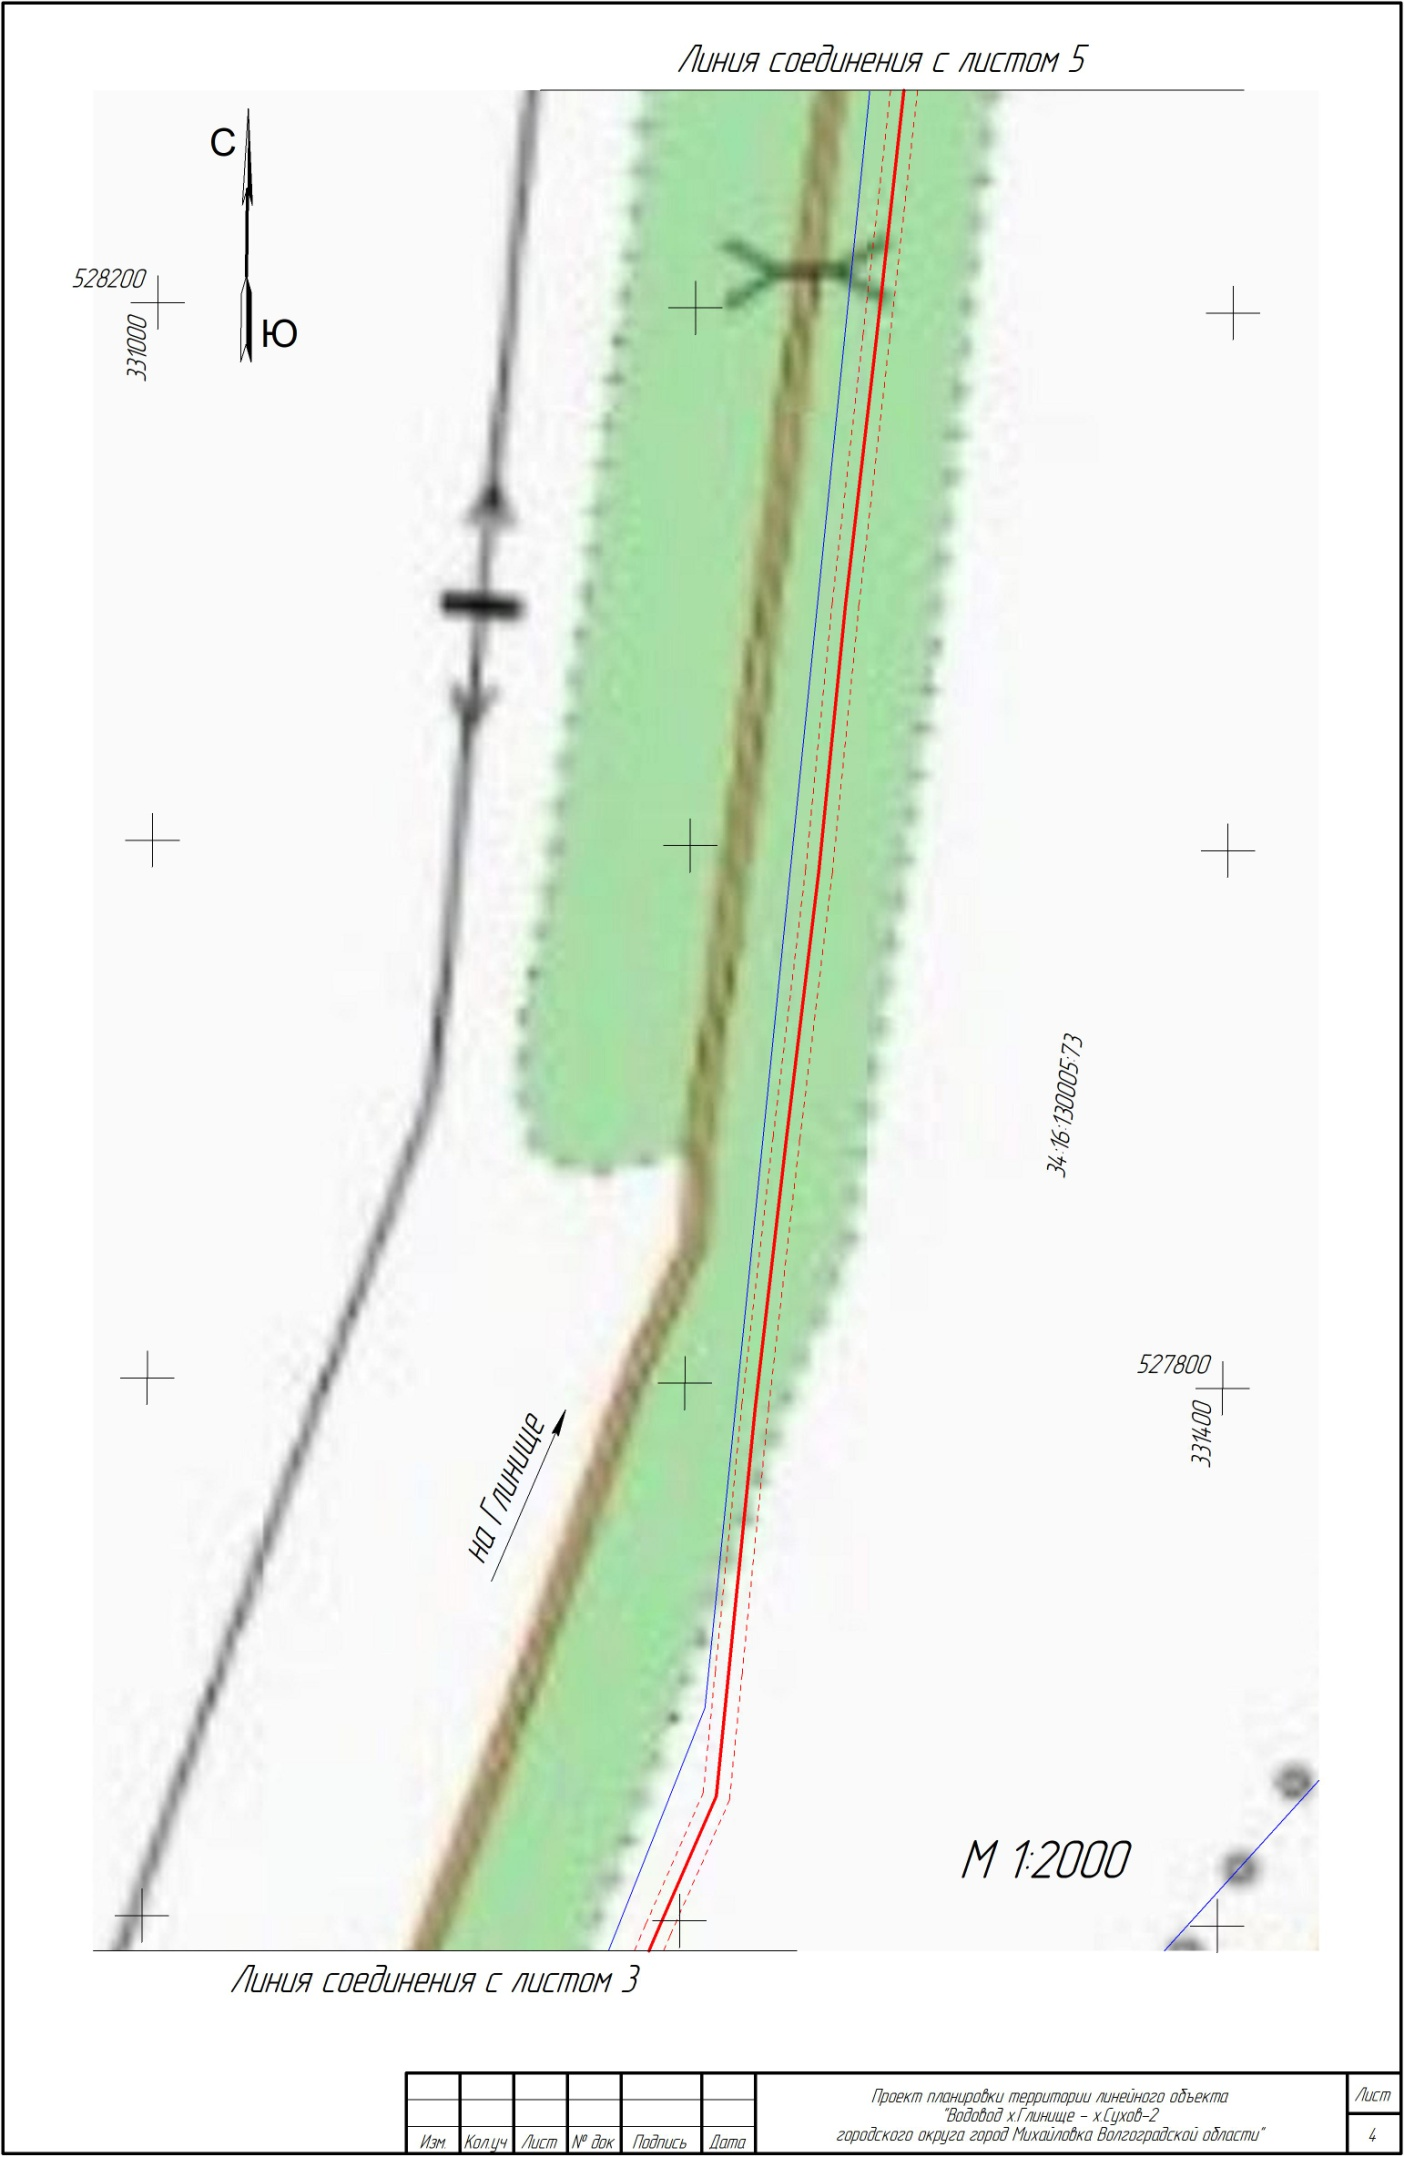 Линия соединения с листом 5
С
Ю
528200
331000
34:16:130005:73
527800
331400
на Глинище
М 1:2000
Линия соединения с листом 3
Изм.
Кол.уч
Лист
№ док
Подпись
Дата
Проект планировки территории линейного объекта
"Водовод х.Глинище - х.Сухов-2
городского округа город Михайловка Волгоградской области"
Лист
4